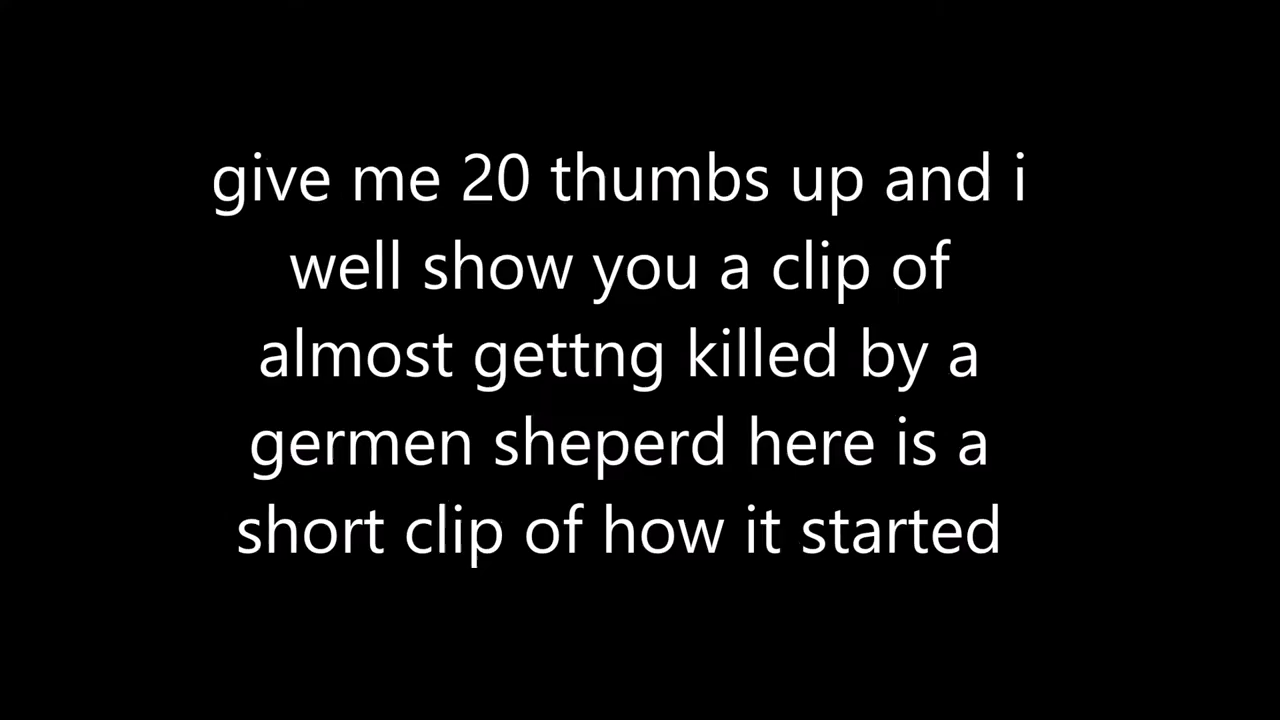 give me 20 thumbs up and i
well show you a clip of
almost gettng killed by a
germen sheperd here is a
short clip of how it started